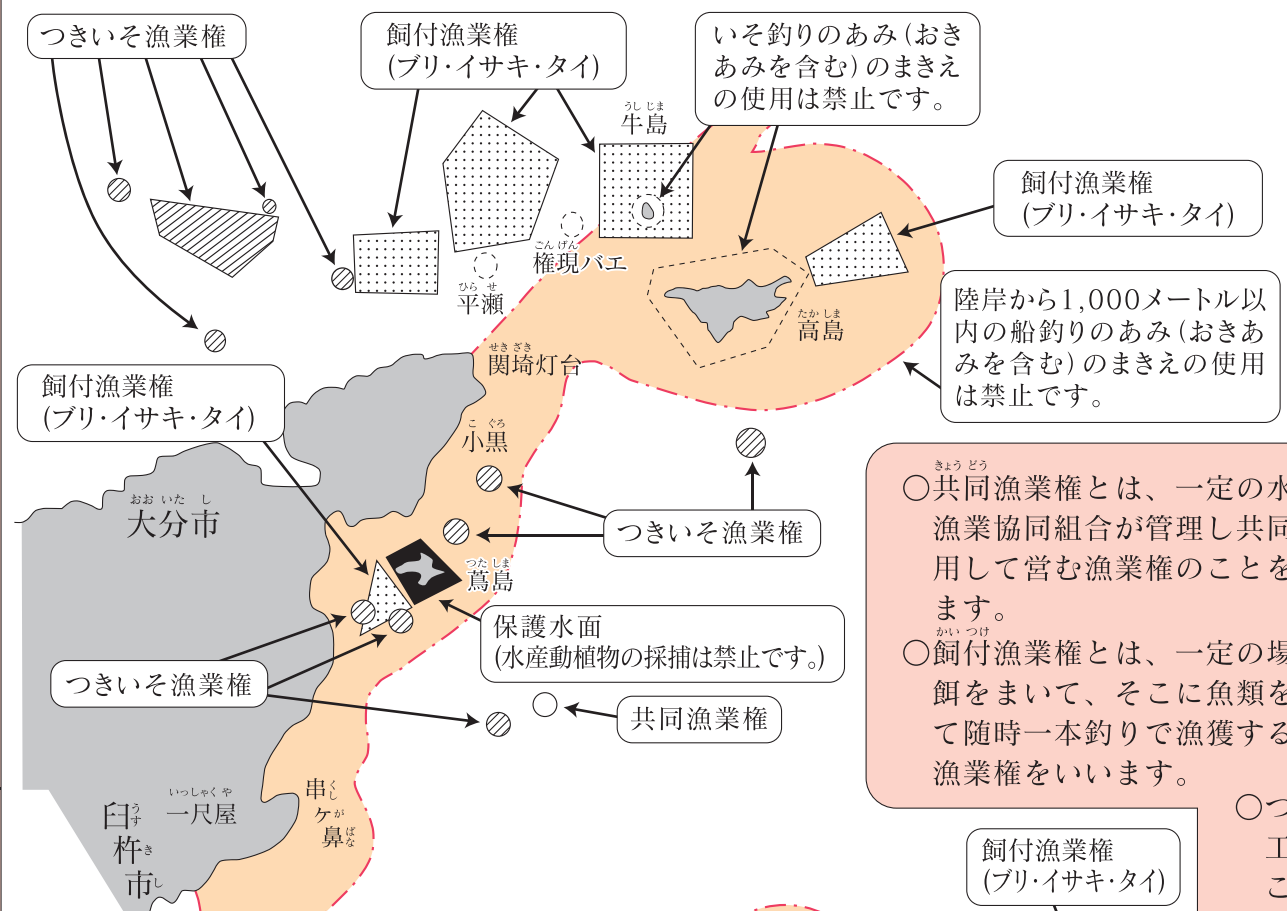 つきいそ漁業権
飼付漁業権
(ブリ・イサキ・タイ)
いそ釣りのあみ(おき
あみを含む)のまきえ
の使用は禁止です。
うしじま
牛島
飼付漁業権
(ブリ・イサキ・タイ)
ごんげん
権現バエ
ひらせ
平瀬
たかしま
高島
陸岸から1,000メートル以
内の船釣りのあみ(おきあ
みを含む)のまきえの使用
は禁止です。
せきざき
関埼灯台
飼付漁業権
(ブリ・イサキ・タイ)
こぐろ
小黒
おおいたし
大分市
つきいそ漁業権
つたしま
蔦島
保護水面
(水産動植物の採捕は禁止です。)
つきいそ漁業権
共同漁業権
いっしゃくや
一尺屋
臼杵市
うすきし
串ケ鼻
くしがばな
きょうどう
○共同漁業権とは、一定の水
漁業協同組合が管理し共同
用して営む漁業権のことを
ます。
かいつけ
○飼付漁業権とは、一定の場
餌をまいて、そこに魚類を
て随時一本釣りで漁獲する
漁業権をいいます。
○つ
工
こ
飼付漁業権
(ブリ・イサキ・タイ)